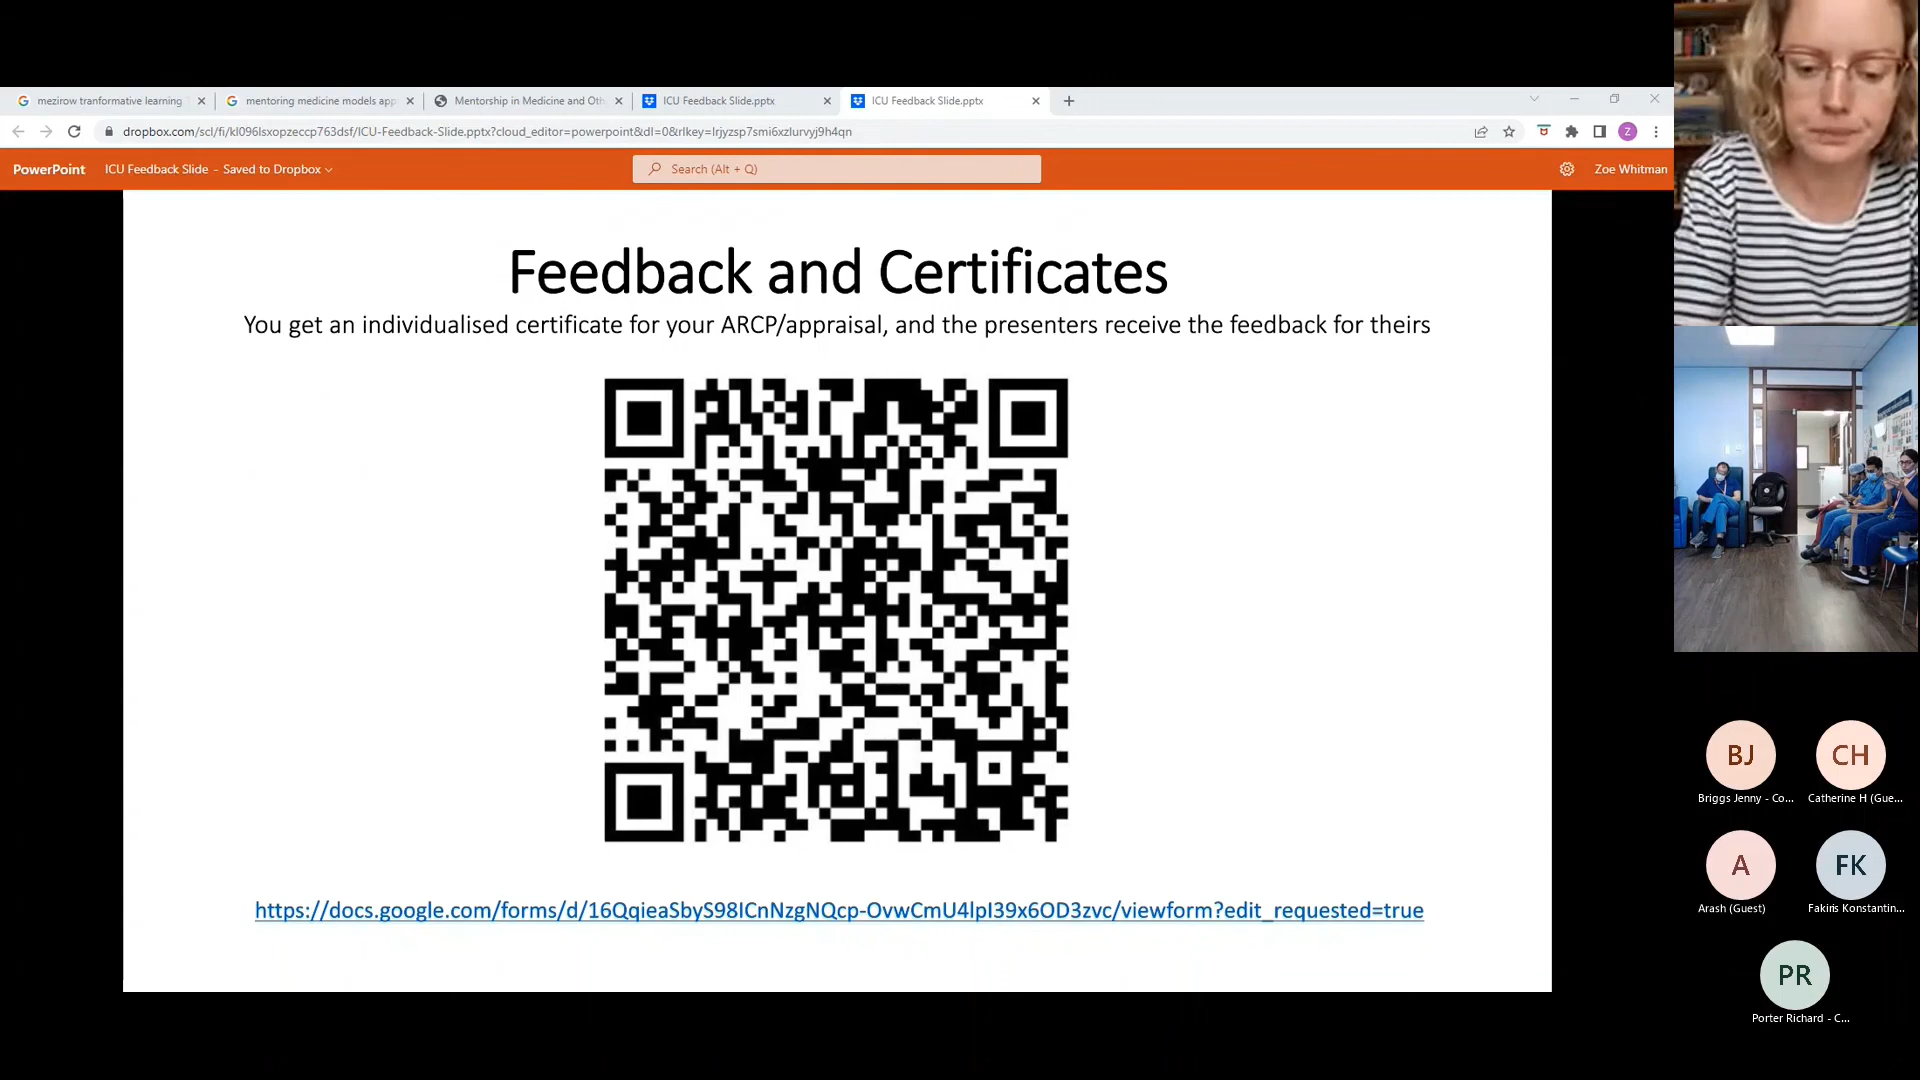 mezirow tranformative learning
mentoring medicine models app
Mentorship in Medicine and Oth
ICU Feedback Slide.pptx
ICU Feedback Slide.pptx
dropbox.com/scl/fi/kl096lsxopzeccp763dsf/ICU-Feedback-Slide.pptx?cloud_editor=powerpoint&dl=0&rlkey=lrjyzsp7smi6xzlurvyj9h4qn
Z
PowerPoint
ICU Feedback Slide - Saved to Dropbox
Search (Alt + Q)
Zoe Whitman
Feedback and Certificates
You get an individualised certificate for your ARCP/appraisal, and the presenters receive the feedback for theirs
https://docs.google.com/forms/d/16QqieaSbyS98ICnNzgNQcp-OvwCmU4lpI39x6OD3zvc/viewform?edit_requested=true
BJ
Briggs Jenny - Co...
CH
Catherine H (Gue...
A
Arash (Guest)
FK
Fakiris Konstantin...
PR
Porter Richard - C...